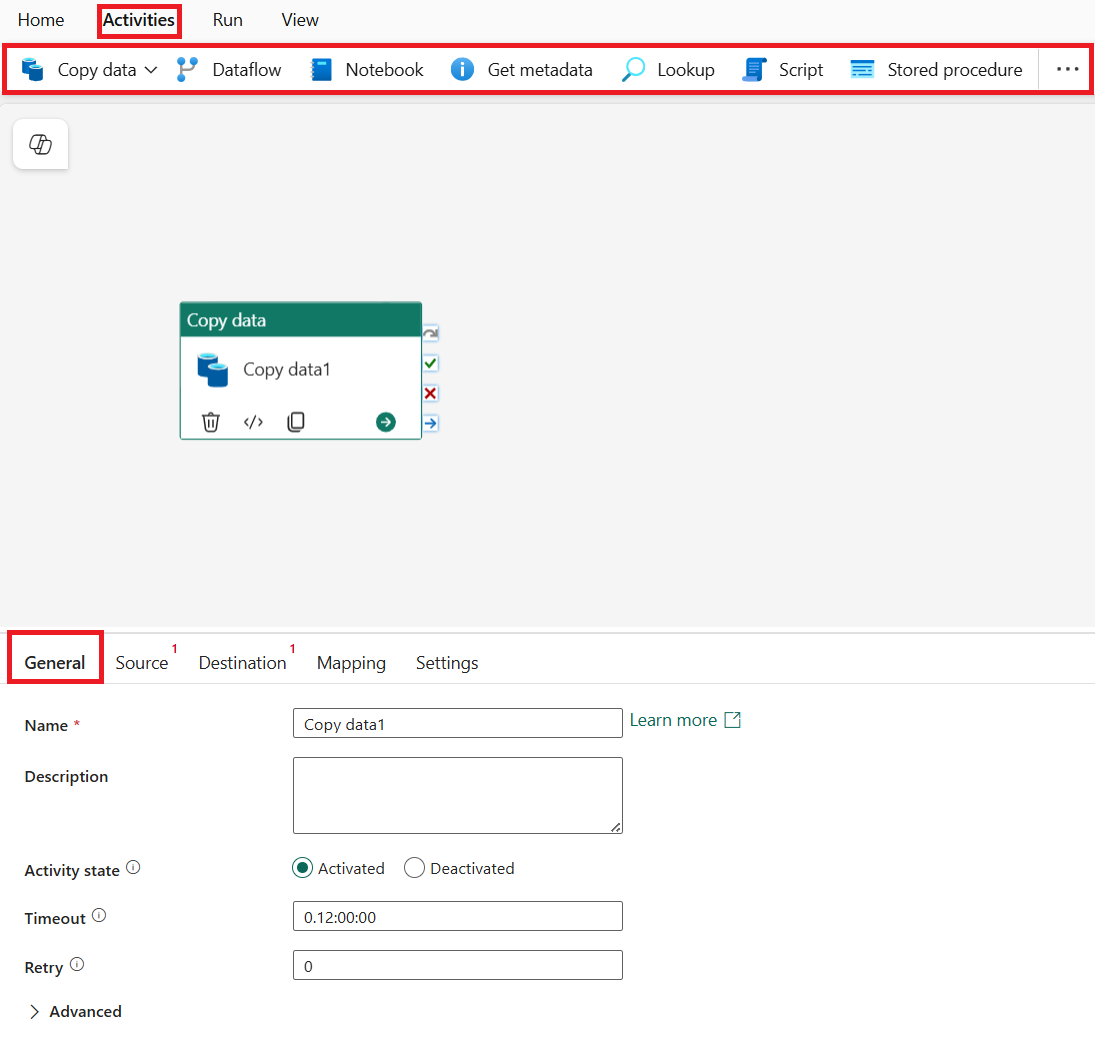 Home Activities Run View
Copy data Dataflow Notebook Get metadata Lookup Script Stored procedure ...
Copy data
Copy data1
General Source 1 Destination 1 Mapping Settings
Name * Copy data1 Learn more
Description
Activity state Activated Deactivated
Timeout 0.12:00:00
Retry 0
Advanced